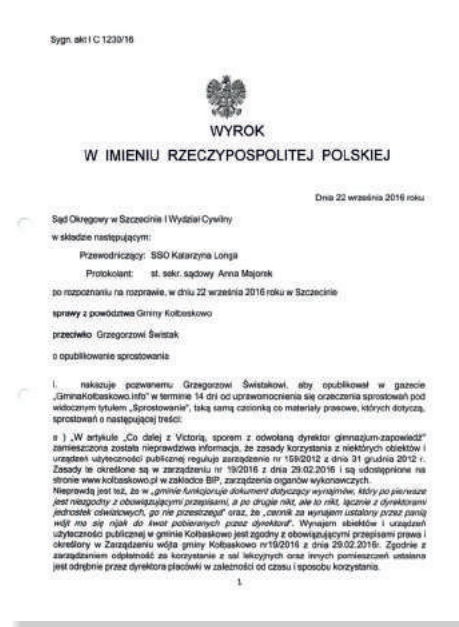 Sygn. akt I C 1230/16
WYROK
W IMIENIU RZECZYPOSPOLITEJ POLSKIEJ
Dnia 22 września 2016 roku
Sąd Okręgowy w Szczecinie I Wydział Cywilny
w składzie następującym:
Przewodniczący: SSO Katarzyna Longa
Protokolant: st. sekr. sądowy Anna Majorek
po rozpoznaniu na rozprawie, w dniu 22 września 2016 roku w Szczecinie
sprawy z powództwa Gminy Kołbaskowo
przeciwko Grzegorzowi Świstak
o opublikowanie sprostowania
I. nakazuje pozwanemu Grzegorzowi Świstakowi, aby opublikował w gazecie
„GminaKołbaskowo.info" w terminie 14 dni od uprawomocnienia się orzeczenia sprostowań pod
widocznym tytułem „Sprostowanie", taką samą czcionką co materiały prasowe, których dotyczą,
sprostowań o następującej treści:
a ) „W artykule „Co dalej z Victorią, sporem z odwołaną dyrektor gimnazjum-zapowiedź"
zamieszczona została nieprawdziwa informacja, że zasady korzystania z niektórych obiektów i
urządzeń użyteczności publicznej reguluje zarządzenie nr 159/2012 z dnia 31 grudnia 2012 r.
Zasady te określone są w zarządzeniu nr 19/2016 z dnia 29.02.2016 i są udostępnione na
stronie www.kolbaskowo.pl w zakładce BIP, zarządzenia organów wykonawczych.
Nieprawdą jest też, że w „gminie funkcjonuje dokument dotyczący wynajmów, który po pierwsze
jest niezgodny z obowiązującymi przepisami, a po drugie nikt, ale to nikt, łącznie z dyrektorami
jednostek oświatowych, go nie przestrzega" oraz, że „cennik za wynajem ustalony przez panią
wójt ma się nijak do kwot pobieranych przez dyrektora". Wynajem obiektów i urządzeń
użyteczności publicznej w gminie Kołbaskowo jest zgodny z obowiązującymi przepisami prawa i
określony w Zarządzeniu wójta gminy Kołbaskowo nr19/2016 z dnia 29.02.2016r. Zgodnie z
zarządzeniem odpłatność za korzystanie z sal lekcyjnych oraz innych pomieszczeń ustalana
jest odrębnie przez dyrektora placówki w zależności od czasu i sposobu korzystania.
1